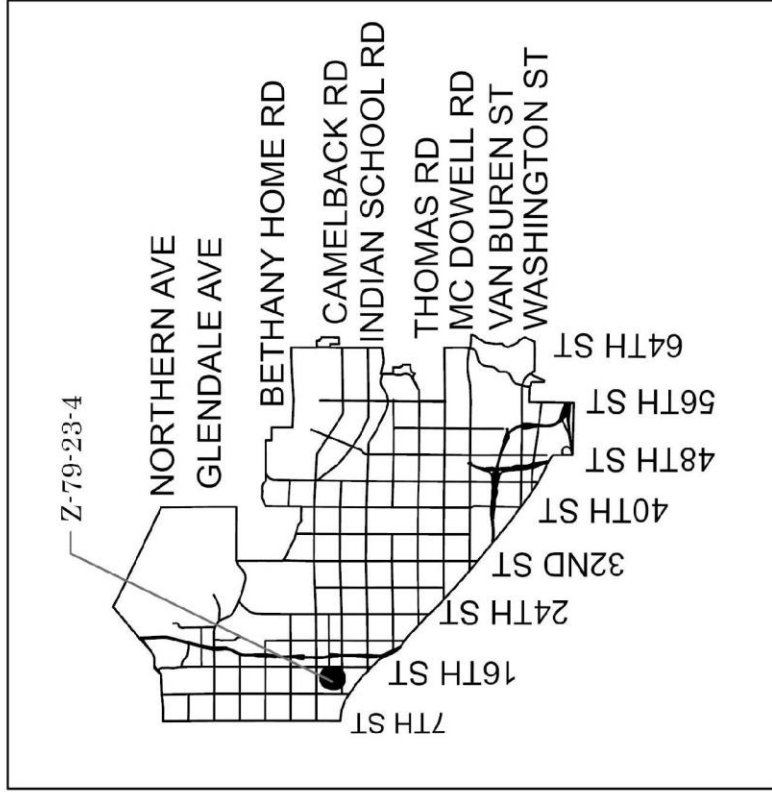 Z-79-23-4
NORTHERN AVE
GLENDALE AVE
BETHANY HOME RD
CAMELBACK RD
INDIAN SCHOOL RD
THOMAS RD
MC DOWELL RD
VAN BUREN ST
WASHINGTON ST
7TH ST
16TH ST
24TH ST
32ND ST
40TH ST
48TH ST
56TH ST
64TH ST